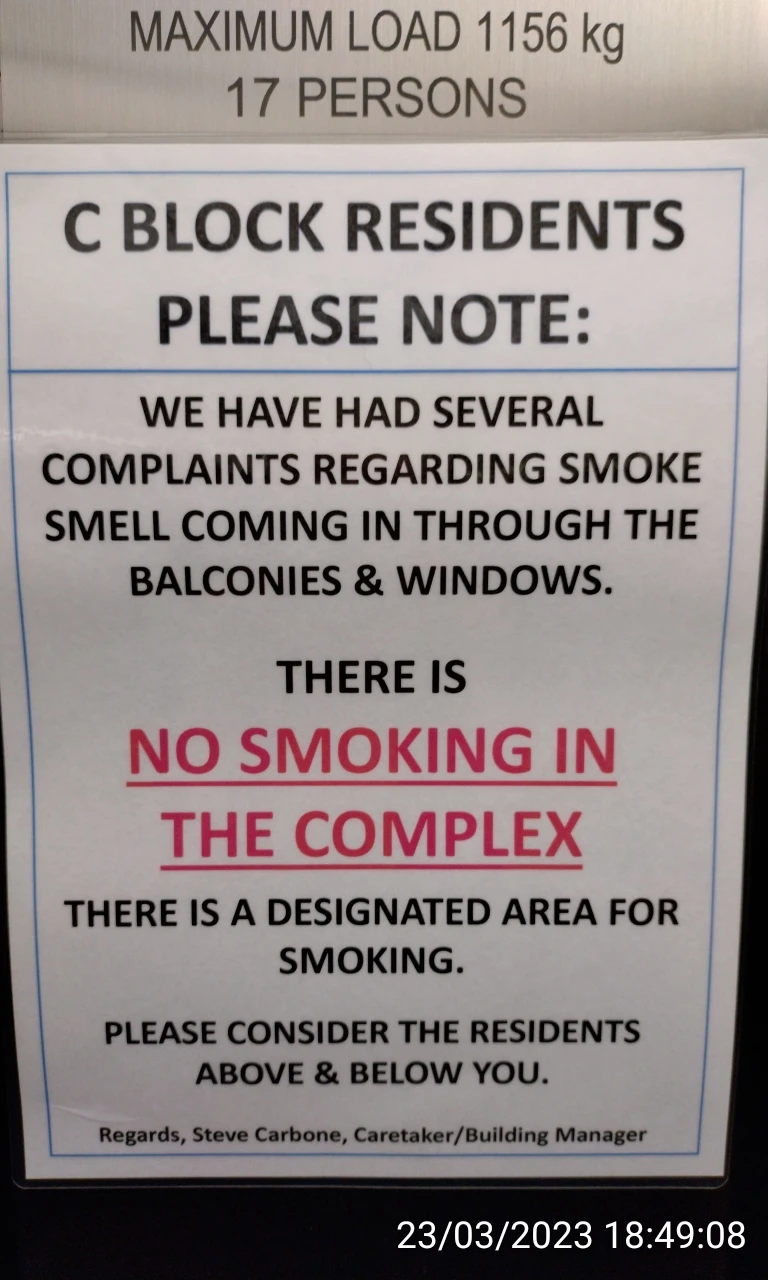 MAXIMUM LOAD 1156 kg
17 PERSONS
C BLOCK RESIDENTS
PLEASE NOTE:
WE HAVE HAD SEVERAL
COMPLAINTS REGARDING SMOKE
SMELL COMING IN THROUGH THE
BALCONIES & WINDOWS.
THERE IS
NO SMOKING IN
THE COMPLEX
THERE IS A DESIGNATED AREA FOR
SMOKING.
PLEASE CONSIDER THE RESIDENTS
ABOVE & BELOW YOU.
Regards, Steve Carbone, Caretaker/Building Manager
23/03/2023 18:49:08